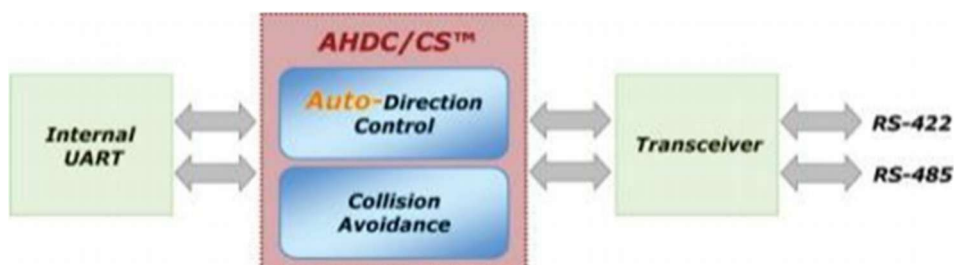 AHDC/CS™
Internal
UART
Auto-Direction
Control
Collision
Avoidance
Transceiver
RS-422
RS-485